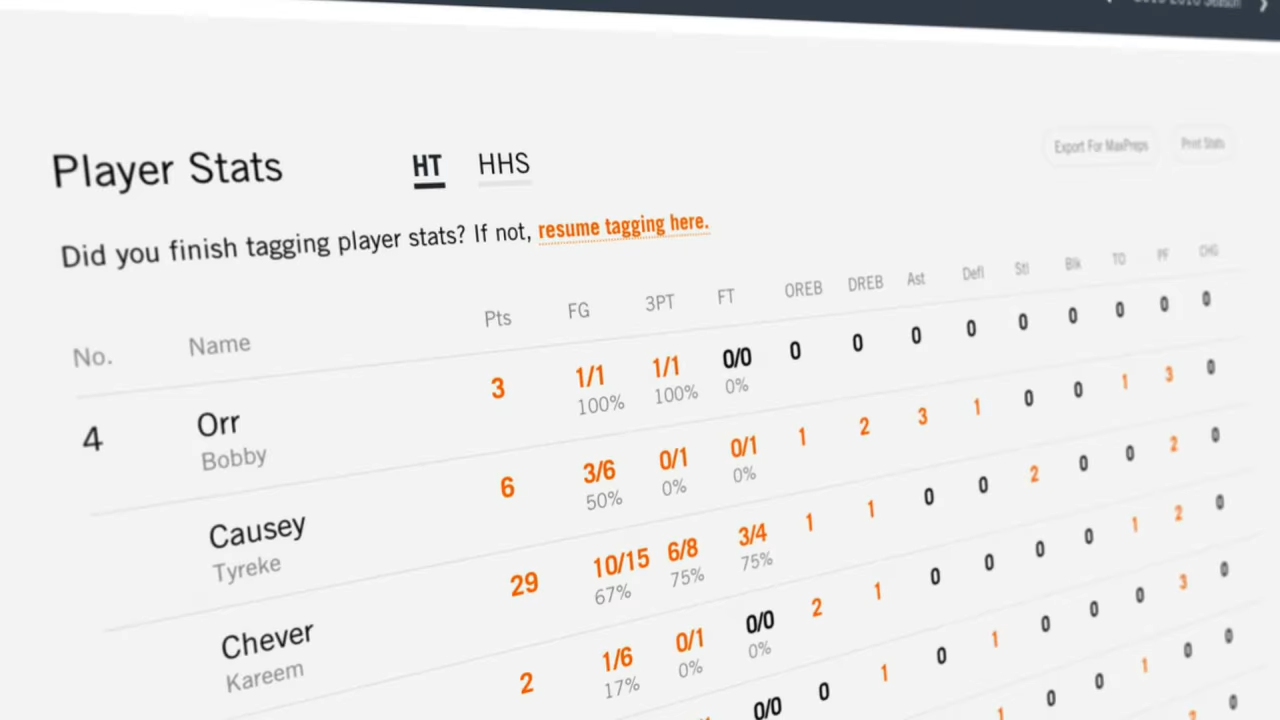 2015-2016 Season
Player Stats HT HHS Export For MaxPreps Print Stats
Did you finish tagging player stats? If not, resume tagging here.
No. Name Pts FG 3PT FT OREB DREB Ast Defl Stl Blk TO PF CHG
4 Orr 3 1/1 1/1 0/0 0 0 0 0 0 0 0 0 0
Bobby 100% 100% 0%
Causey 6 3/6 0/1 0/1 1 2 3 1 0 0 1 3 0
Tyreke 50% 0% 0%
Chever 29 10/15 6/8 3/4 1 1 0 0 2 0 0 2 0
Kareem 67% 75% 75%
2 1/6 0/1 0/0 2 1 0 0 0 0 1 2 0
17% 0% 0%
0/0 0 1 0 1 0 0 0 3 0
1 0 0 1 0 0
0